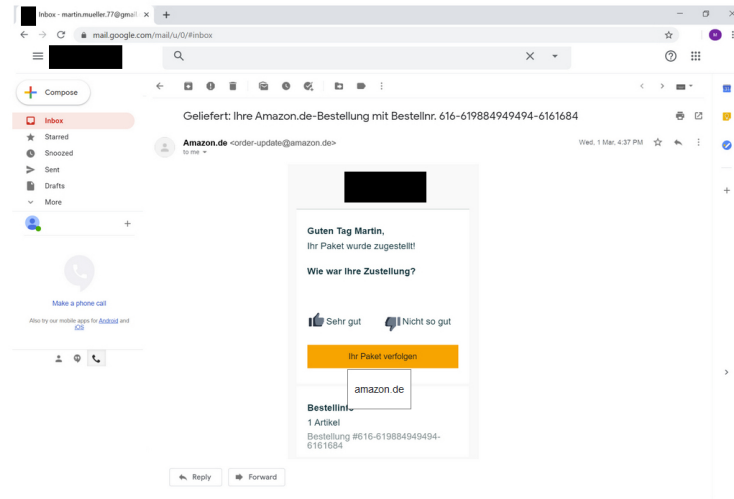 Inbox - martin.mueller.77@gmail
mail.google.com/mail/u/0/#inbox
Compose
Inbox
Starred
Snoozed
Sent
Drafts
More
Make a phone call
Also try our mobile apps for Android and
iOS
Geliefert: Ihre Amazon.de-Bestellung mit Bestellnr. 616-619884949494-6161684
Amazon.de <order-update@amazon.de>
Wed, 1 Mar, 4:37 PM
to me
Guten Tag Martin,
Ihr Paket wurde zugestellt!
Wie war Ihre Zustellung?
Sehr gut
Nicht so gut
Ihr Paket verfolgen
amazon.de
Bestellinfo
1 Artikel
Bestellung #616-619884949494-
6161684
Reply
Forward